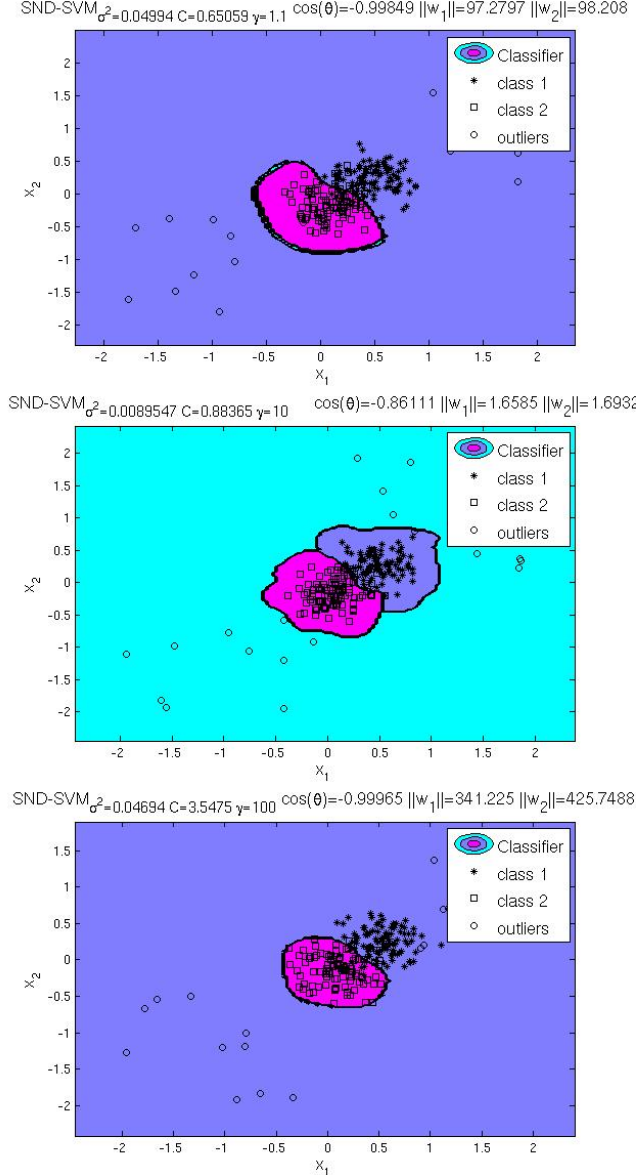 SND-SVM σ²=0.04994 C=0.65059 γ=1.1 cos(θ)=-0.99849 ||w₁||=97.2797 ||w₂||=98.208
Classifier
class 1
class 2
outliers
2
1.5
1
0.5
0
-0.5
-1
-1.5
-2
x₂
-2 -1.5 -1 -0.5 0 0.5 1 1.5 2
x₁
SND-SVM σ²=0.0089547 C=0.88365 γ=10 cos(θ)=-0.86111 ||w₁||=1.6585 ||w₂||=1.6932
Classifier
class 1
class 2
outliers
2
1.5
1
0.5
0
-0.5
-1
-1.5
-2
x₂
-2 -1.5 -1 -0.5 0 0.5 1 1.5 2
x₁
SND-SVM σ²=0.04694 C=3.5475 γ=100 cos(θ)=-0.99965 ||w₁||=341.225 ||w₂||=425.7488
Classifier
class 1
class 2
outliers
1.5
1
0.5
0
-0.5
-1
-1.5
-2
x₂
-2 -1.5 -1 -0.5 0 0.5 1 1.5 2
x₁